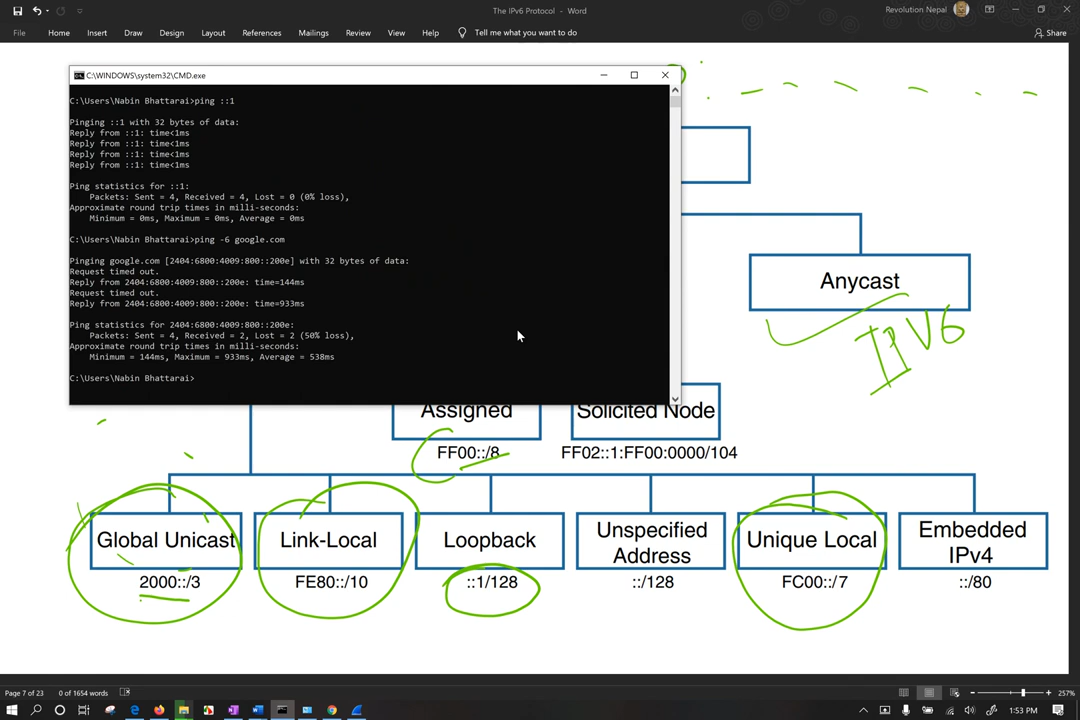 The IPv6 Protocol - Word
Revolution Nepal
File Home Insert Draw Design Layout References Mailings Review View Help Tell me what you want to do Share
C:\WINDOWS\system32\CMD.exe
C:\Users\Nabin Bhattarai>ping ::1
Pinging ::1 with 32 bytes of data:
Reply from ::1: time<1ms
Reply from ::1: time<1ms
Reply from ::1: time<1ms
Reply from ::1: time<1ms
Ping statistics for ::1:
Packets: Sent = 4, Received = 4, Lost = 0 (0% loss),
Approximate round trip times in milli-seconds:
Minimum = 0ms, Maximum = 0ms, Average = 0ms
C:\Users\Nabin Bhattarai>ping -6 google.com
Pinging google.com [2404:6800:4009:800::200e] with 32 bytes of data:
Request timed out.
Reply from 2404:6800:4009:800::200e: time=144ms
Request timed out.
Reply from 2404:6800:4009:800::200e: time=933ms
Ping statistics for 2404:6800:4009:800::200e:
Packets: Sent = 4, Received = 2, Lost = 2 (50% loss),
Approximate round trip times in milli-seconds:
Minimum = 144ms, Maximum = 933ms, Average = 538ms
C:\Users\Nabin Bhattarai>
Anycast
IPV6
Assigned
FF00::/8
Solicited Node
FF02::1:FF00:0000/104
Global Unicast
2000::/3
Link-Local
FE80::/10
Loopback
::1/128
Unspecified
Address
::/128
Unique Local
FC00::/7
Embedded
IPv4
::/80
Page 7 of 23 0 of 1654 words
267%
1:53 PM